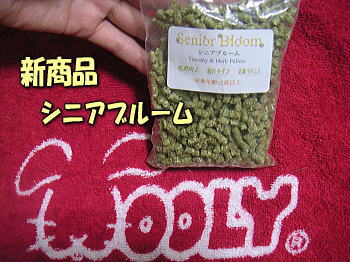 新商品
シニアブルーム
Senior Bloom
シニアブルーム
Timothy & Herb Pellets
WOOLY®